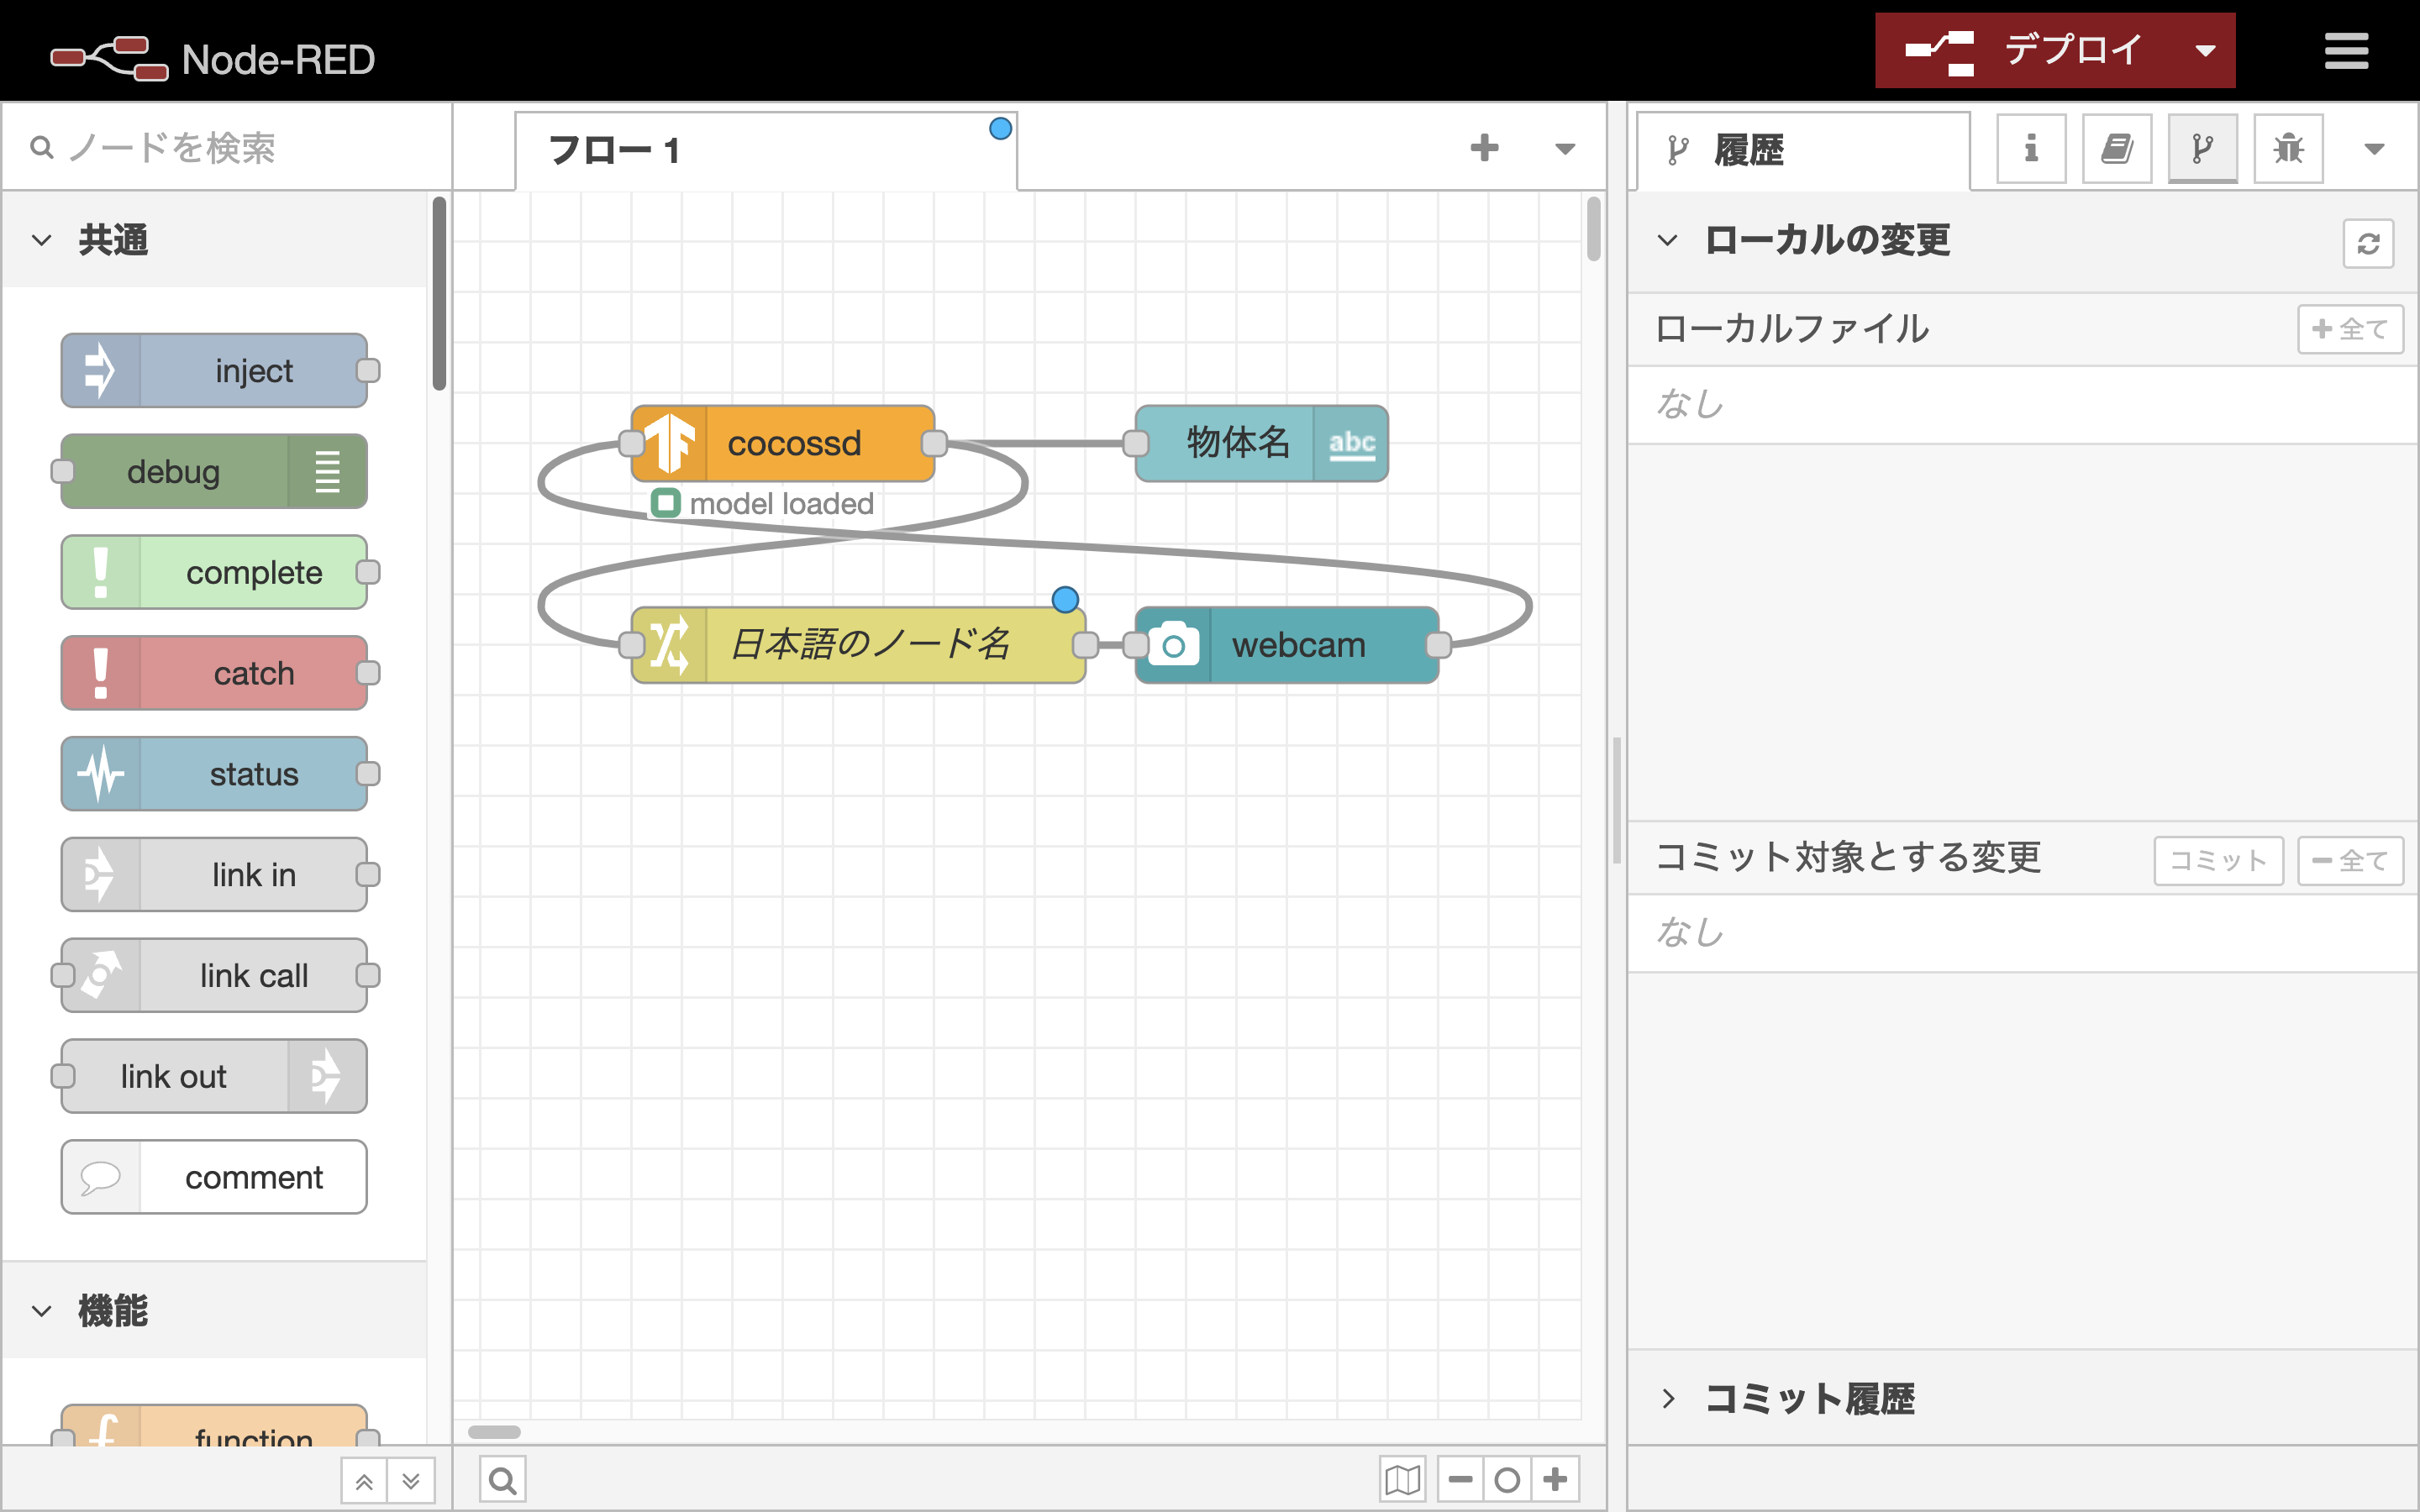 Node-RED
デプロイ
ノードを検索
フロー 1
履歴
共通
inject
debug
complete
catch
status
link in
link call
link out
comment
機能
function
cocossd
model loaded
物体名
abc
日本語のノード名
webcam
ローカルの変更
ローカルファイル
全て
なし
コミット対象とする変更
コミット
全て
なし
コミット履歴